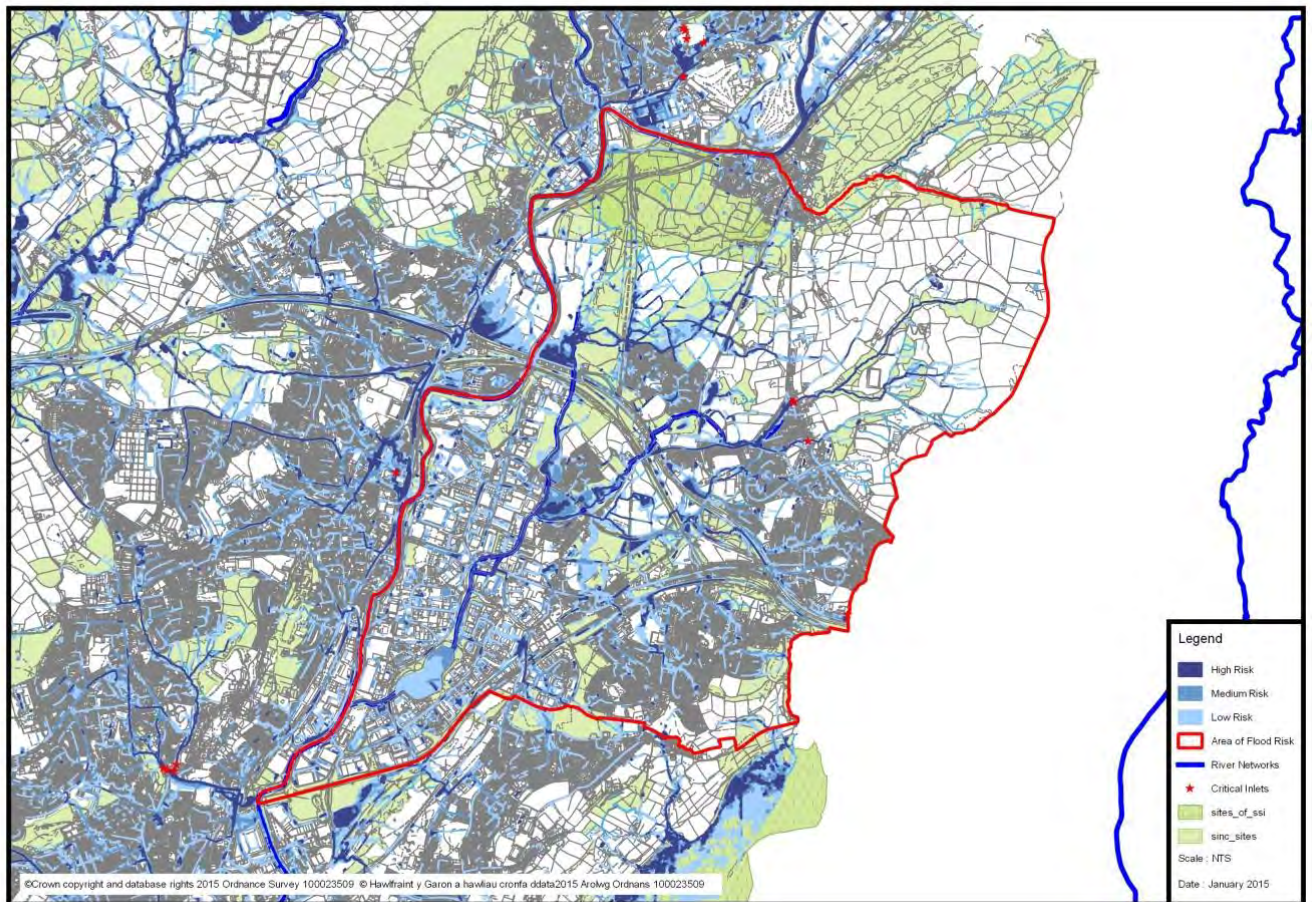 Legend
High Risk
Medium Risk
Low Risk
Area of Flood Risk
River Networks
Critical Inlets
sites_of_ssi
sinc_sites
Scale : NTS
Date : January 2015
©Crown copyright and database rights 2015 Ordnance Survey 100023509 © Hawlfraint y Goron a hawliau cronfa ddata2015 Arolwg Ordnans 100023509